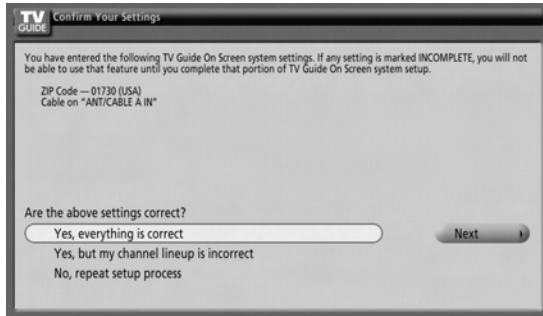 TV
GUIDE
Confirm Your Settings
You have entered the following TV Guide On Screen system settings. If any setting is marked INCOMPLETE, you will not
be able to use that feature until you complete that portion of TV Guide On Screen system setup.
ZIP Code — 01730 (USA)
Cable on "ANT/CABLE A IN"
Are the above settings correct?
Yes, everything is correct
Next
Yes, but my channel lineup is incorrect
No, repeat setup process